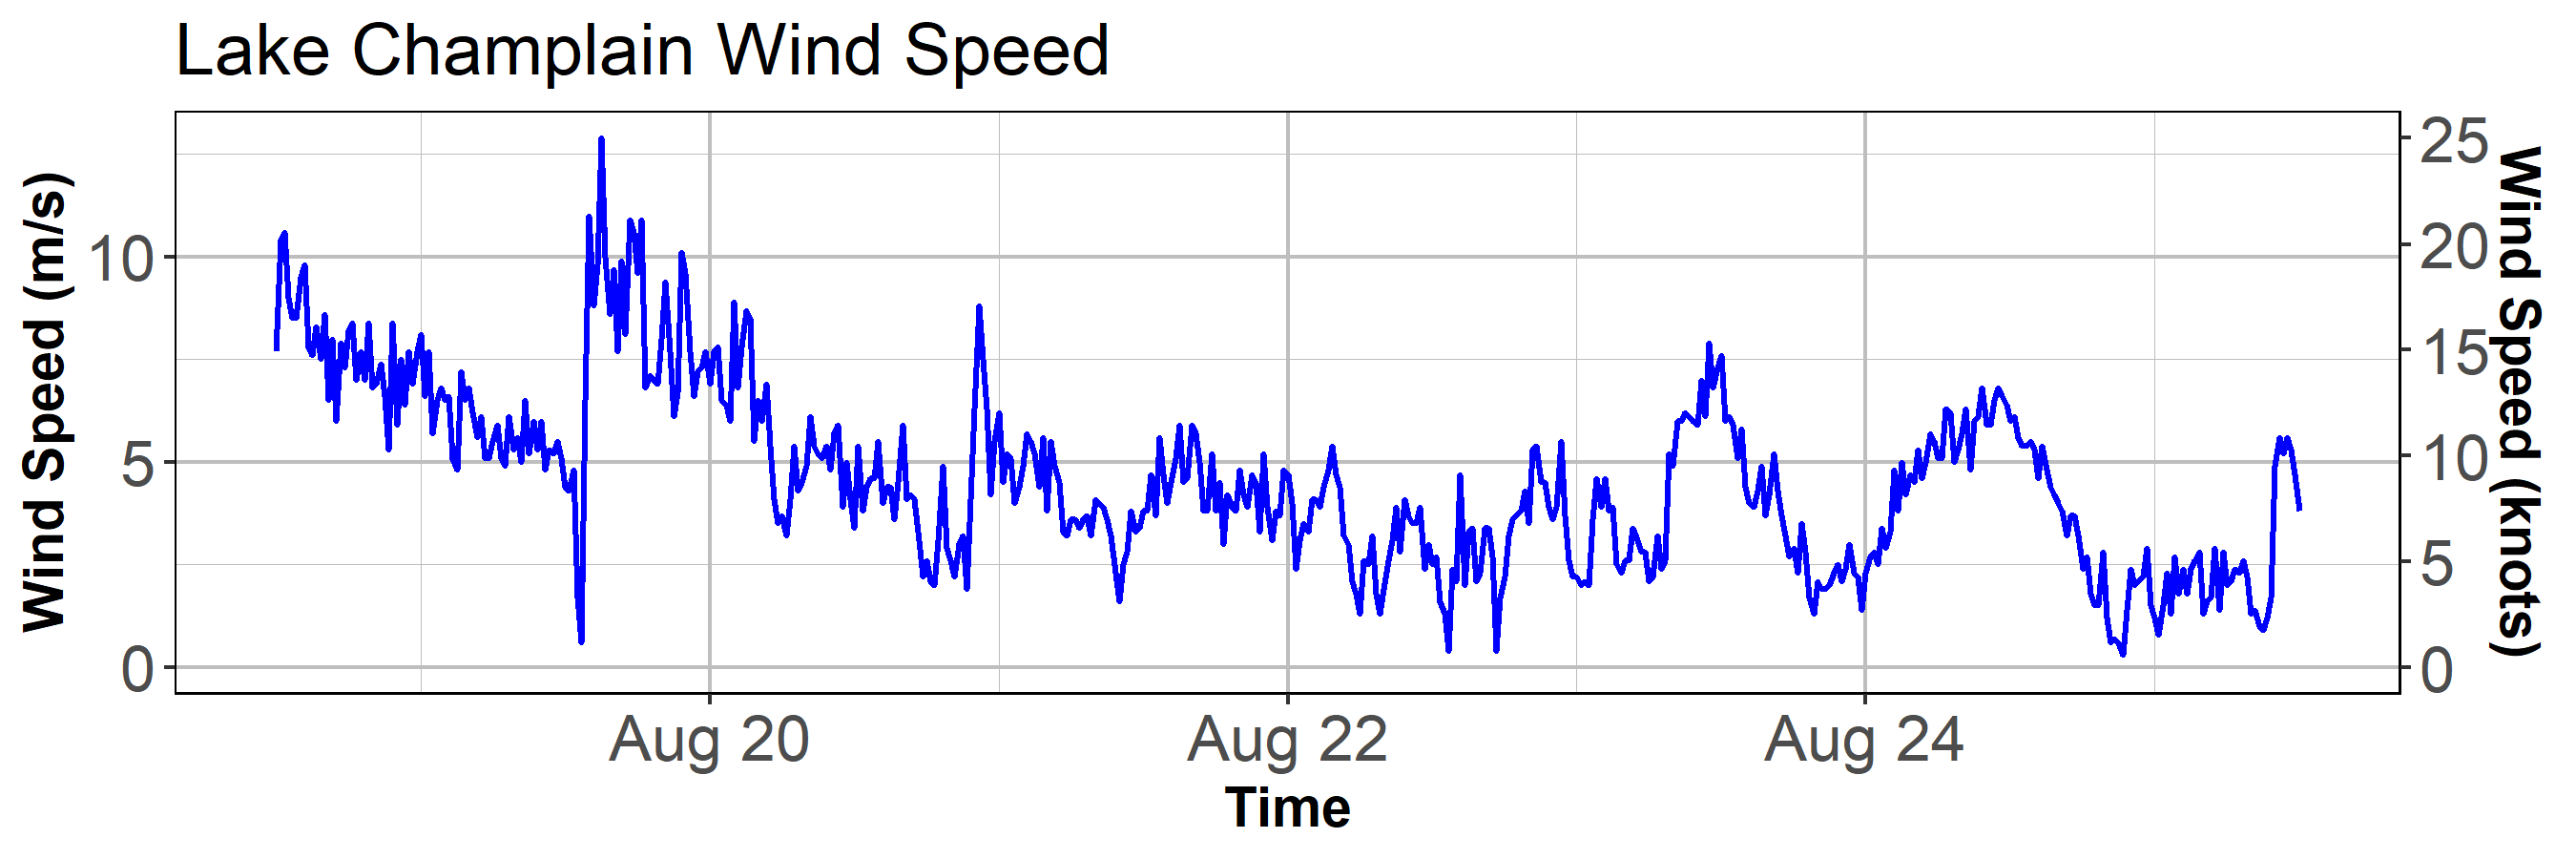 Lake Champlain Wind Speed
Wind Speed (m/s)
10
5
0
25
20
15
10
5
0
Wind Speed (knots)
Aug 20
Aug 22
Aug 24
Time